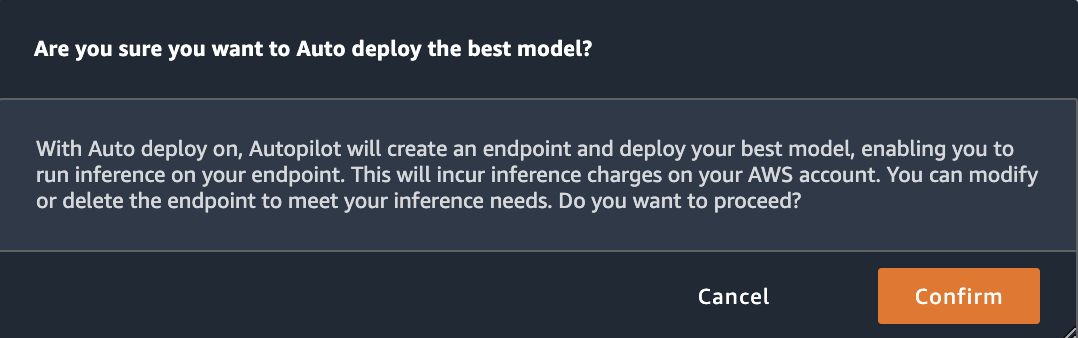 Are you sure you want to Auto deploy the best model?
With Auto deploy on, Autopilot will create an endpoint and deploy your best model, enabling you to
run inference on your endpoint. This will incur inference charges on your AWS account. You can modify
or delete the endpoint to meet your inference needs. Do you want to proceed?
Cancel
Confirm